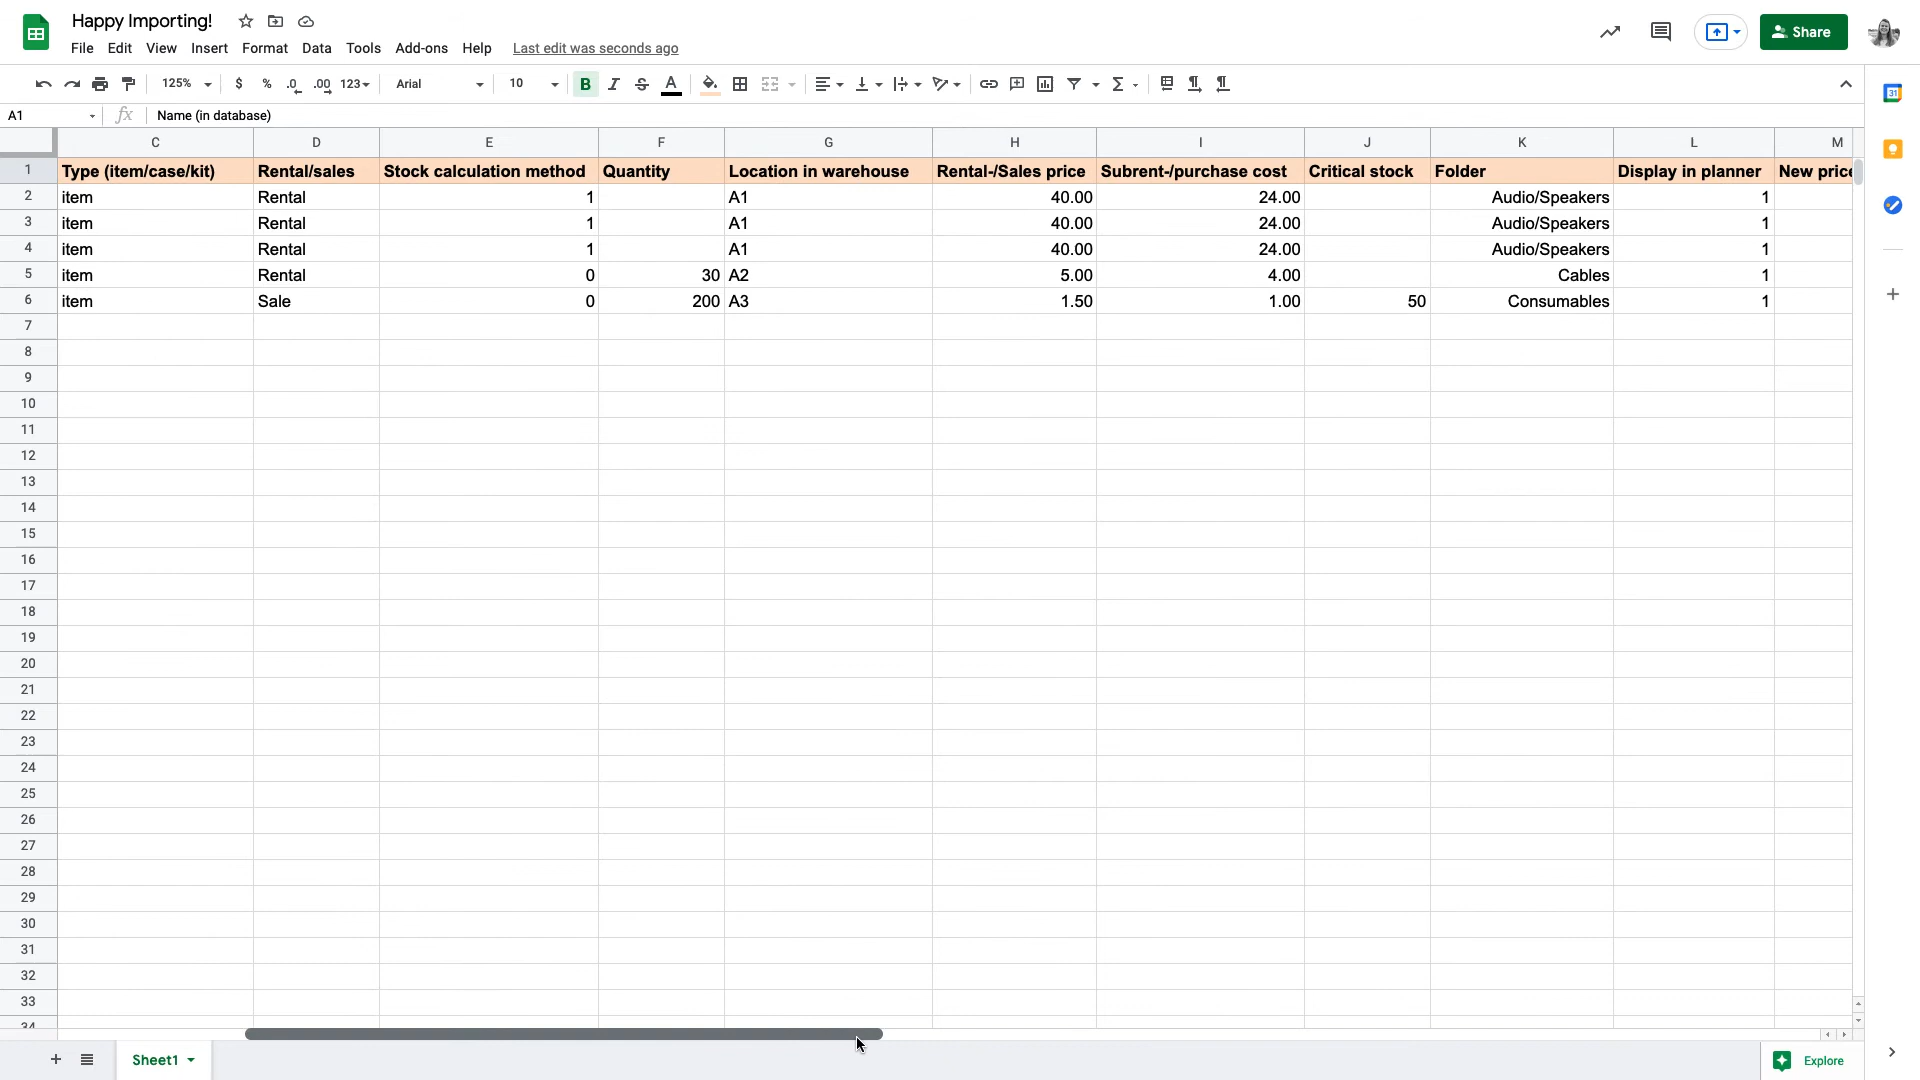 Happy Importing!
File Edit View Insert Format Data Tools Add-ons Help Last edit was seconds ago
Share
125% $ % .0 .00 123 Arial 10 B I S A
A1 fx Name (in database)
C D E F G H I J K L M
1 Type (item/case/kit) Rental/sales Stock calculation method Quantity Location in warehouse Rental-/Sales price Subrent-/purchase cost Critical stock Folder Display in planner New price
2 item Rental 1 A1 40.00 24.00 Audio/Speakers 1
3 item Rental 1 A1 40.00 24.00 Audio/Speakers 1
4 item Rental 1 A1 40.00 24.00 Audio/Speakers 1
5 item Rental 0 30 A2 5.00 4.00 Cables 1
6 item Sale 0 200 A3 1.50 1.00 50 Consumables 1
7
8
9
10
11
12
13
14
15
16
17
18
19
20
21
22
23
24
25
26
27
28
29
30
31
32
33
34
Sheet1
Explore
31